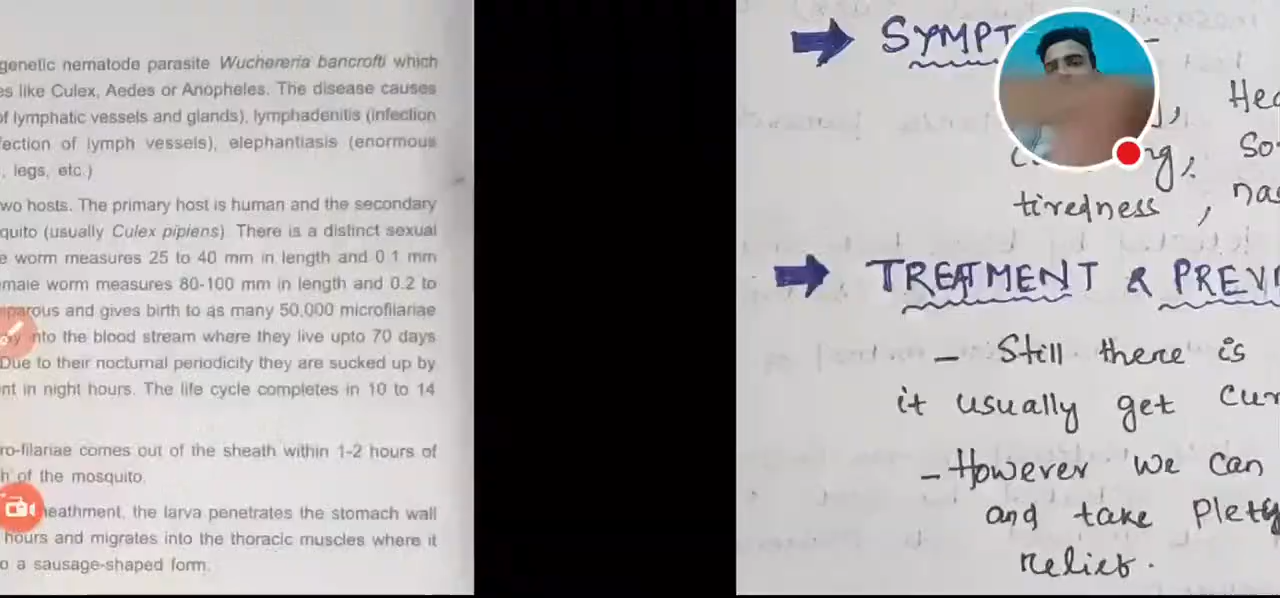 genetic nematode parasite Wuchereria bancrofti which
es like Culex, Aedes or Anopheles. The disease causes
of lymphatic vessels and glands), lymphadenitis (infection
fection of lymph vessels), elephantiasis (enormous
, legs, etc.)
wo hosts. The primary host is human and the secondary
quito (usually Culex pipiens). There is a distinct sexual
e worm measures 25 to 40 mm in length and 0.1 mm
male worm measures 80-100 mm in length and 0.2 to
parous and gives birth to as many 50,000 microfilariae
into the blood stream where they live upto 70 days
Due to their nocturnal periodicity they are sucked up by
nt in night hours. The life cycle completes in 10 to 14
ro-filariae comes out of the sheath within 1-2 hours of
h of the mosquito.
heathment, the larva penetrates the stomach wall
hours and migrates into the thoracic muscles where it
o a sausage-shaped form.
SYMPT
, Hea
So
tiredness, nas
TREATMENT & PREV
- Still there is
it usually get cur
- However we can
and take
relief.